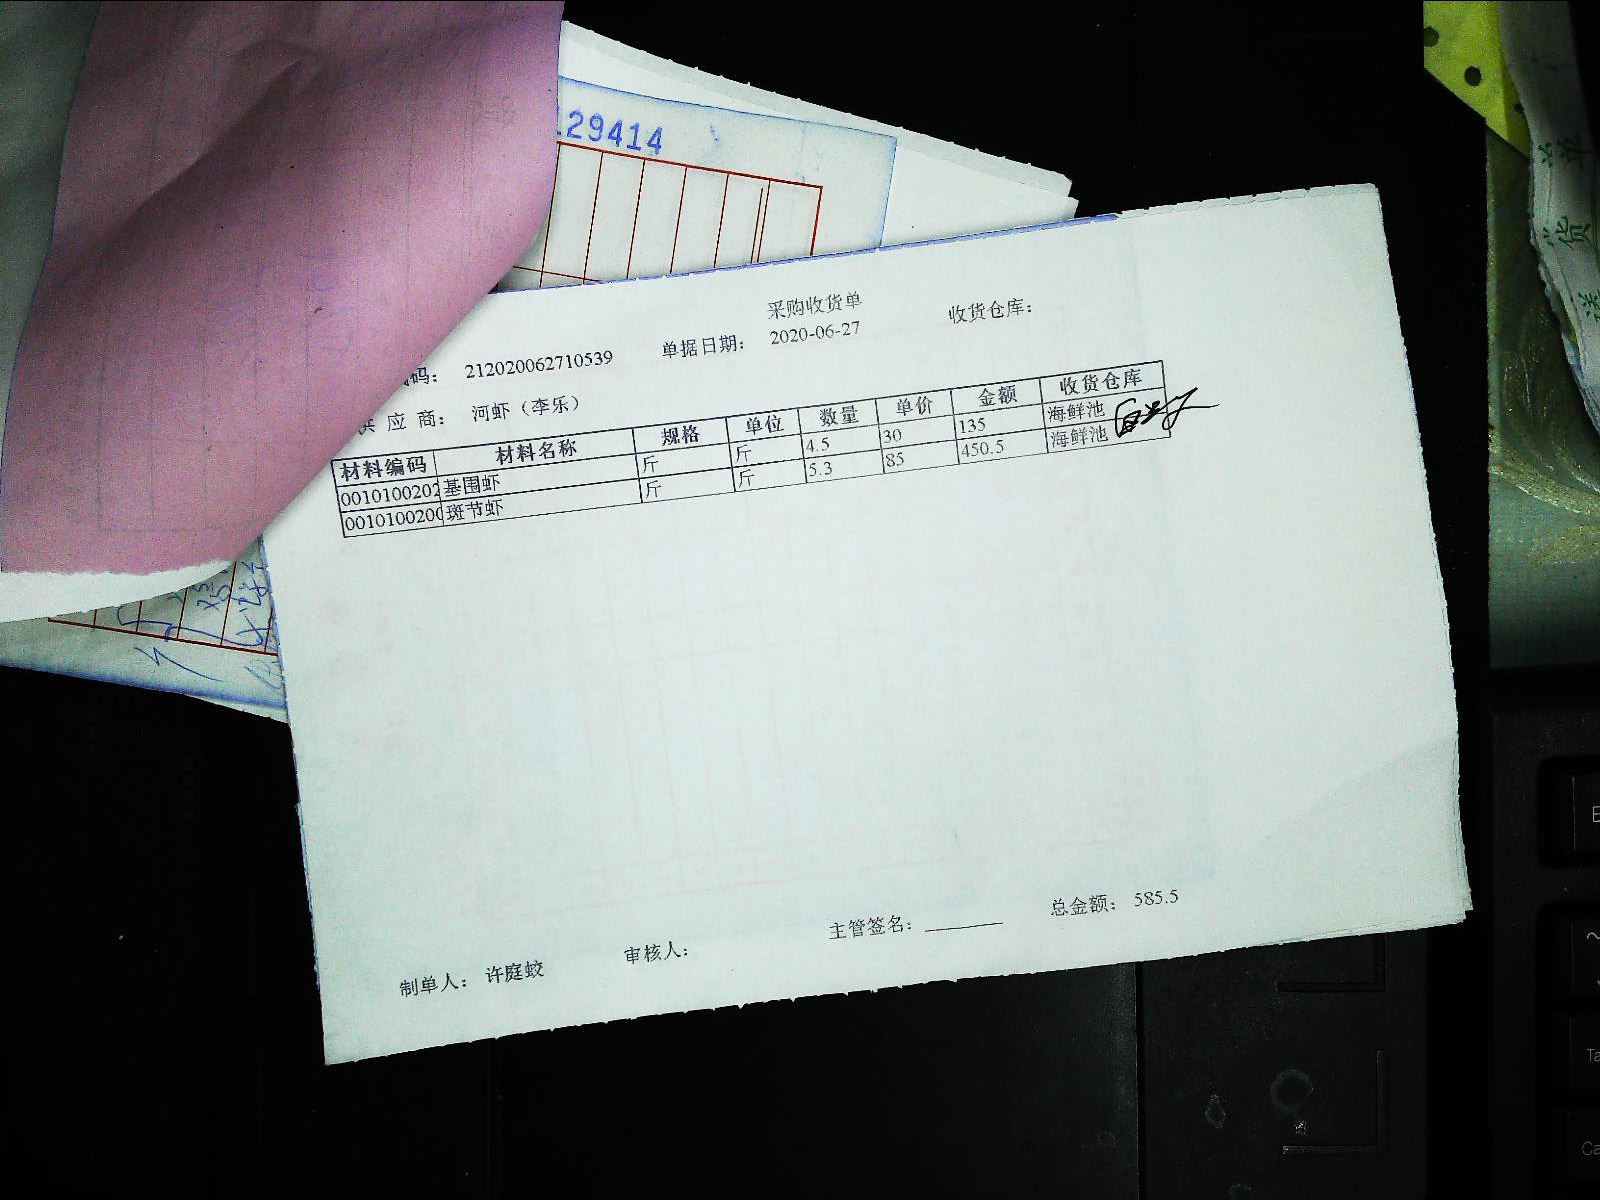 29414
采购收货单
码： 212020062710539 单据日期： 2020-06-27 收货仓库：
供应商： 河虾（李乐）
材料编码 材料名称 规格 单位 数量 单价 金额 收货仓库
0010100202 基围虾 斤 斤 4.5 30 135 海鲜池
001010020 斑节虾 斤 斤 5.3 85 450.5 海鲜池
制单人： 许庭蛟 审核人： 主管签名： 总金额： 585.5